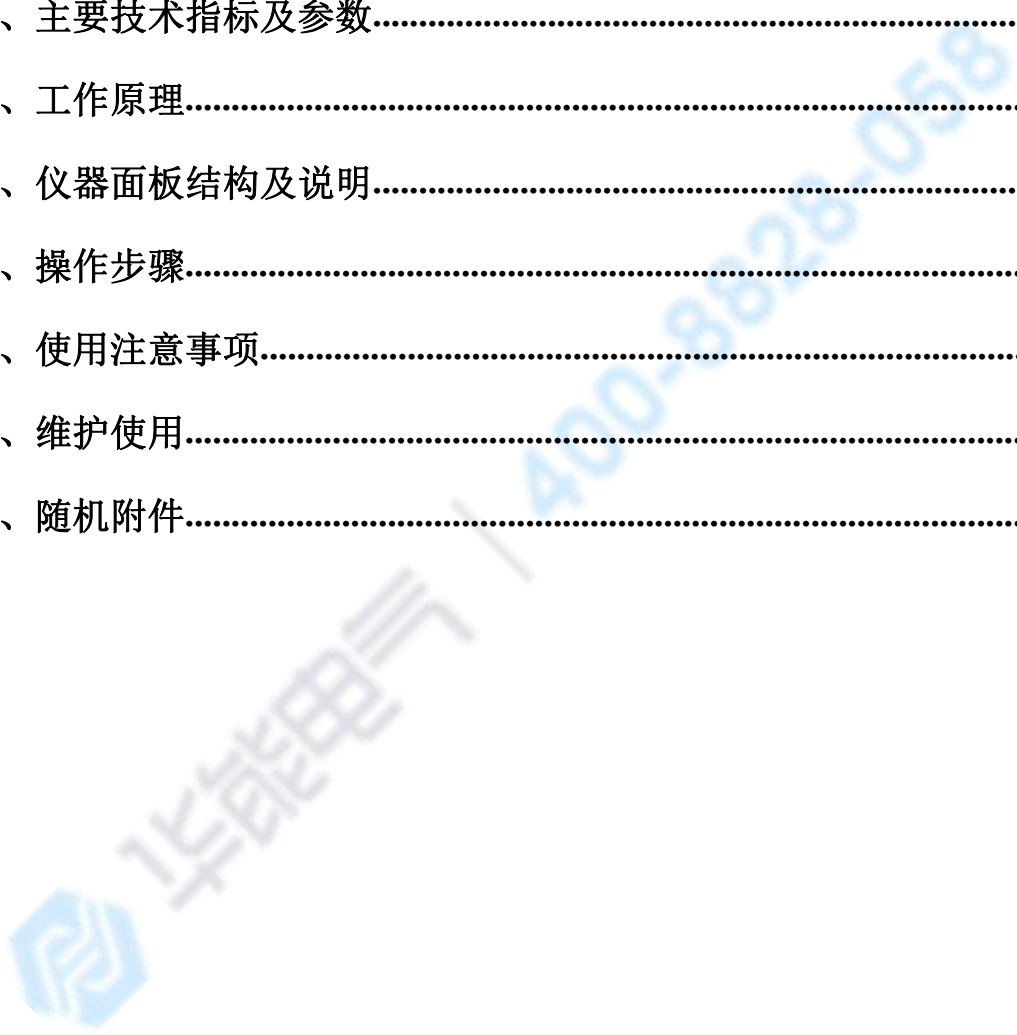 、主要技术指标及参数........................................................................
、工作原理..........................................................................................
、仪器面板结构及说明........................................................................
、操作步骤..........................................................................................
、使用注意事项..................................................................................
、维护使用..........................................................................................
、随机附件..........................................................................................
华能电气 | 400-8828-058